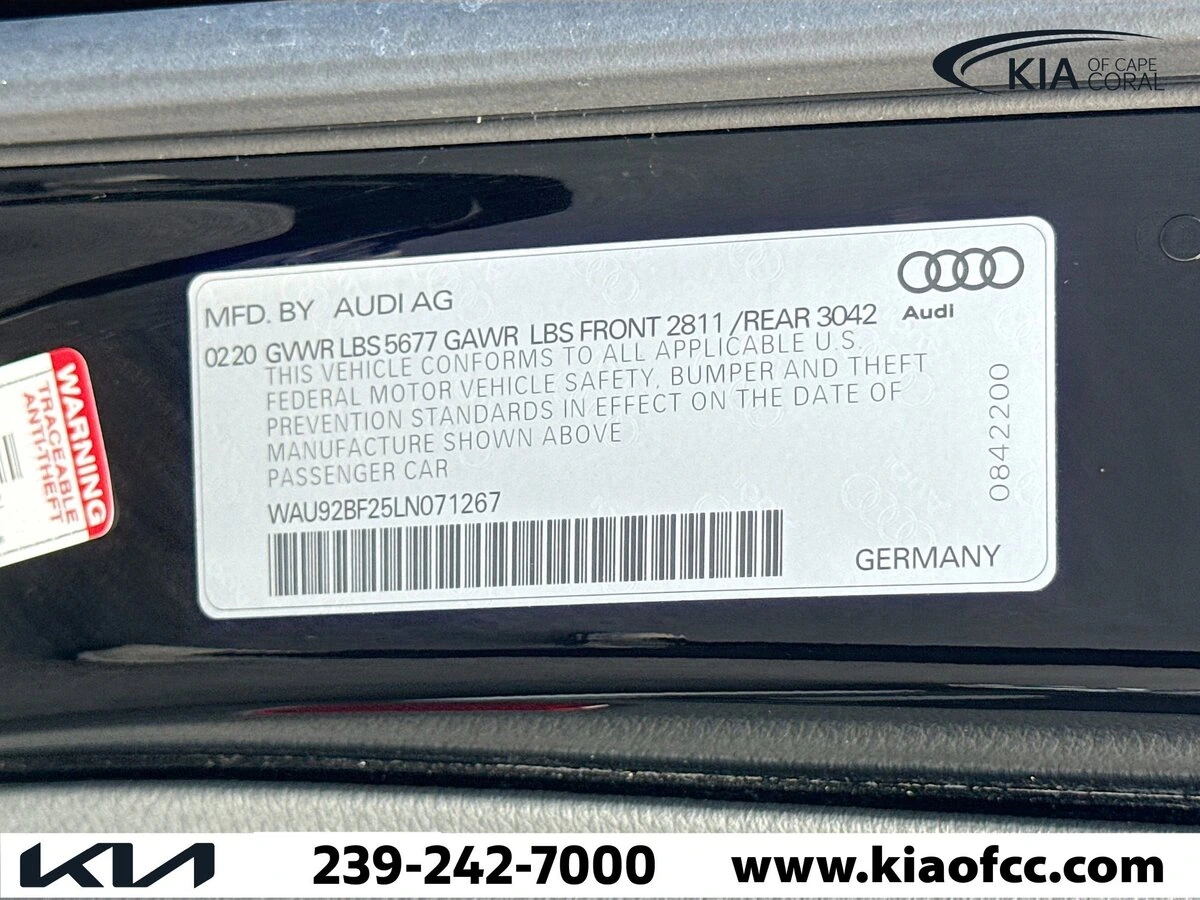 KIA OF CAPE CORAL
Audi
MFD. BY AUDI AG
0220 GVWR LBS 5677 GAWR LBS FRONT 2811 /REAR 3042
THIS VEHICLE CONFORMS TO ALL APPLICABLE U.S.
FEDERAL MOTOR VEHICLE SAFETY, BUMPER AND THEFT
PREVENTION STANDARDS IN EFFECT ON THE DATE OF
MANUFACTURE SHOWN ABOVE
PASSENGER CAR
WAU92BF25LN071267
0842200
GERMANY
WARNING
TRACEABLE
ANTI-THEFT
KIA
239-242-7000
www.kiaofcc.com